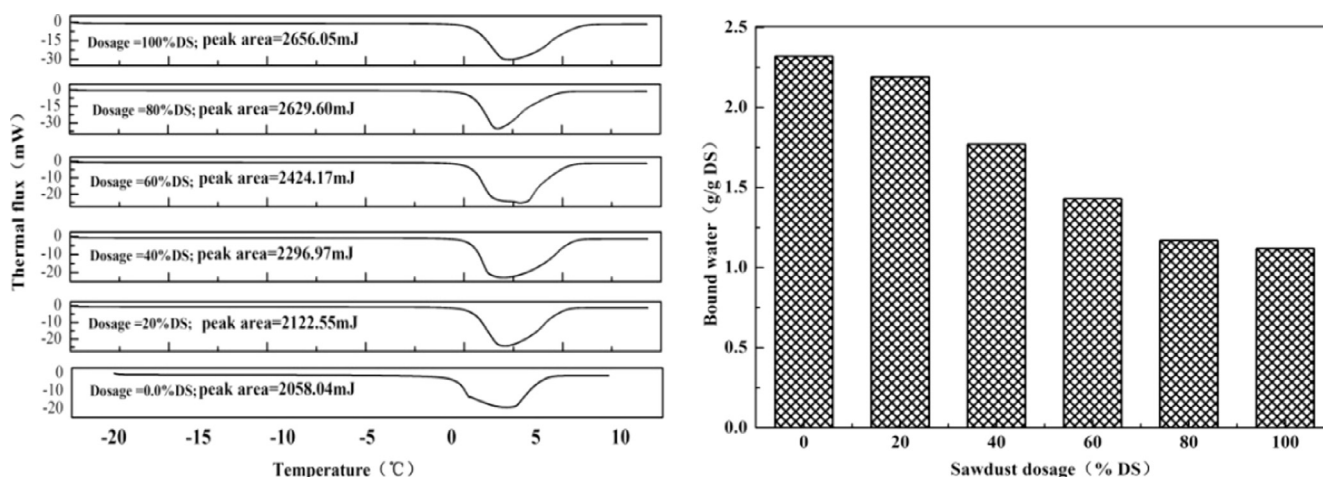 0
-15
-30
Dosage =100%DS; peak area=2656.05mJ
0
-15
-30
Dosage =80%DS; peak area=2629.60mJ
0
-10
-20
Dosage =60%DS; peak area=2424.17mJ
0
-10
-20
Dosage =40%DS; peak area=2296.97mJ
0
-10
-20
Dosage =20%DS; peak area=2122.55mJ
0
-10
-20
Dosage=0.0%DS; peak area=2058.04mJ
Thermal flux（mW）
-20 -15 -10 -5 0 5 10
Temperature（℃）
2.5
2.0
1.5
1.0
0.5
0.0
Bound water（g/g DS）
0 20 40 60 80 100
Sawdust dosage（% DS）